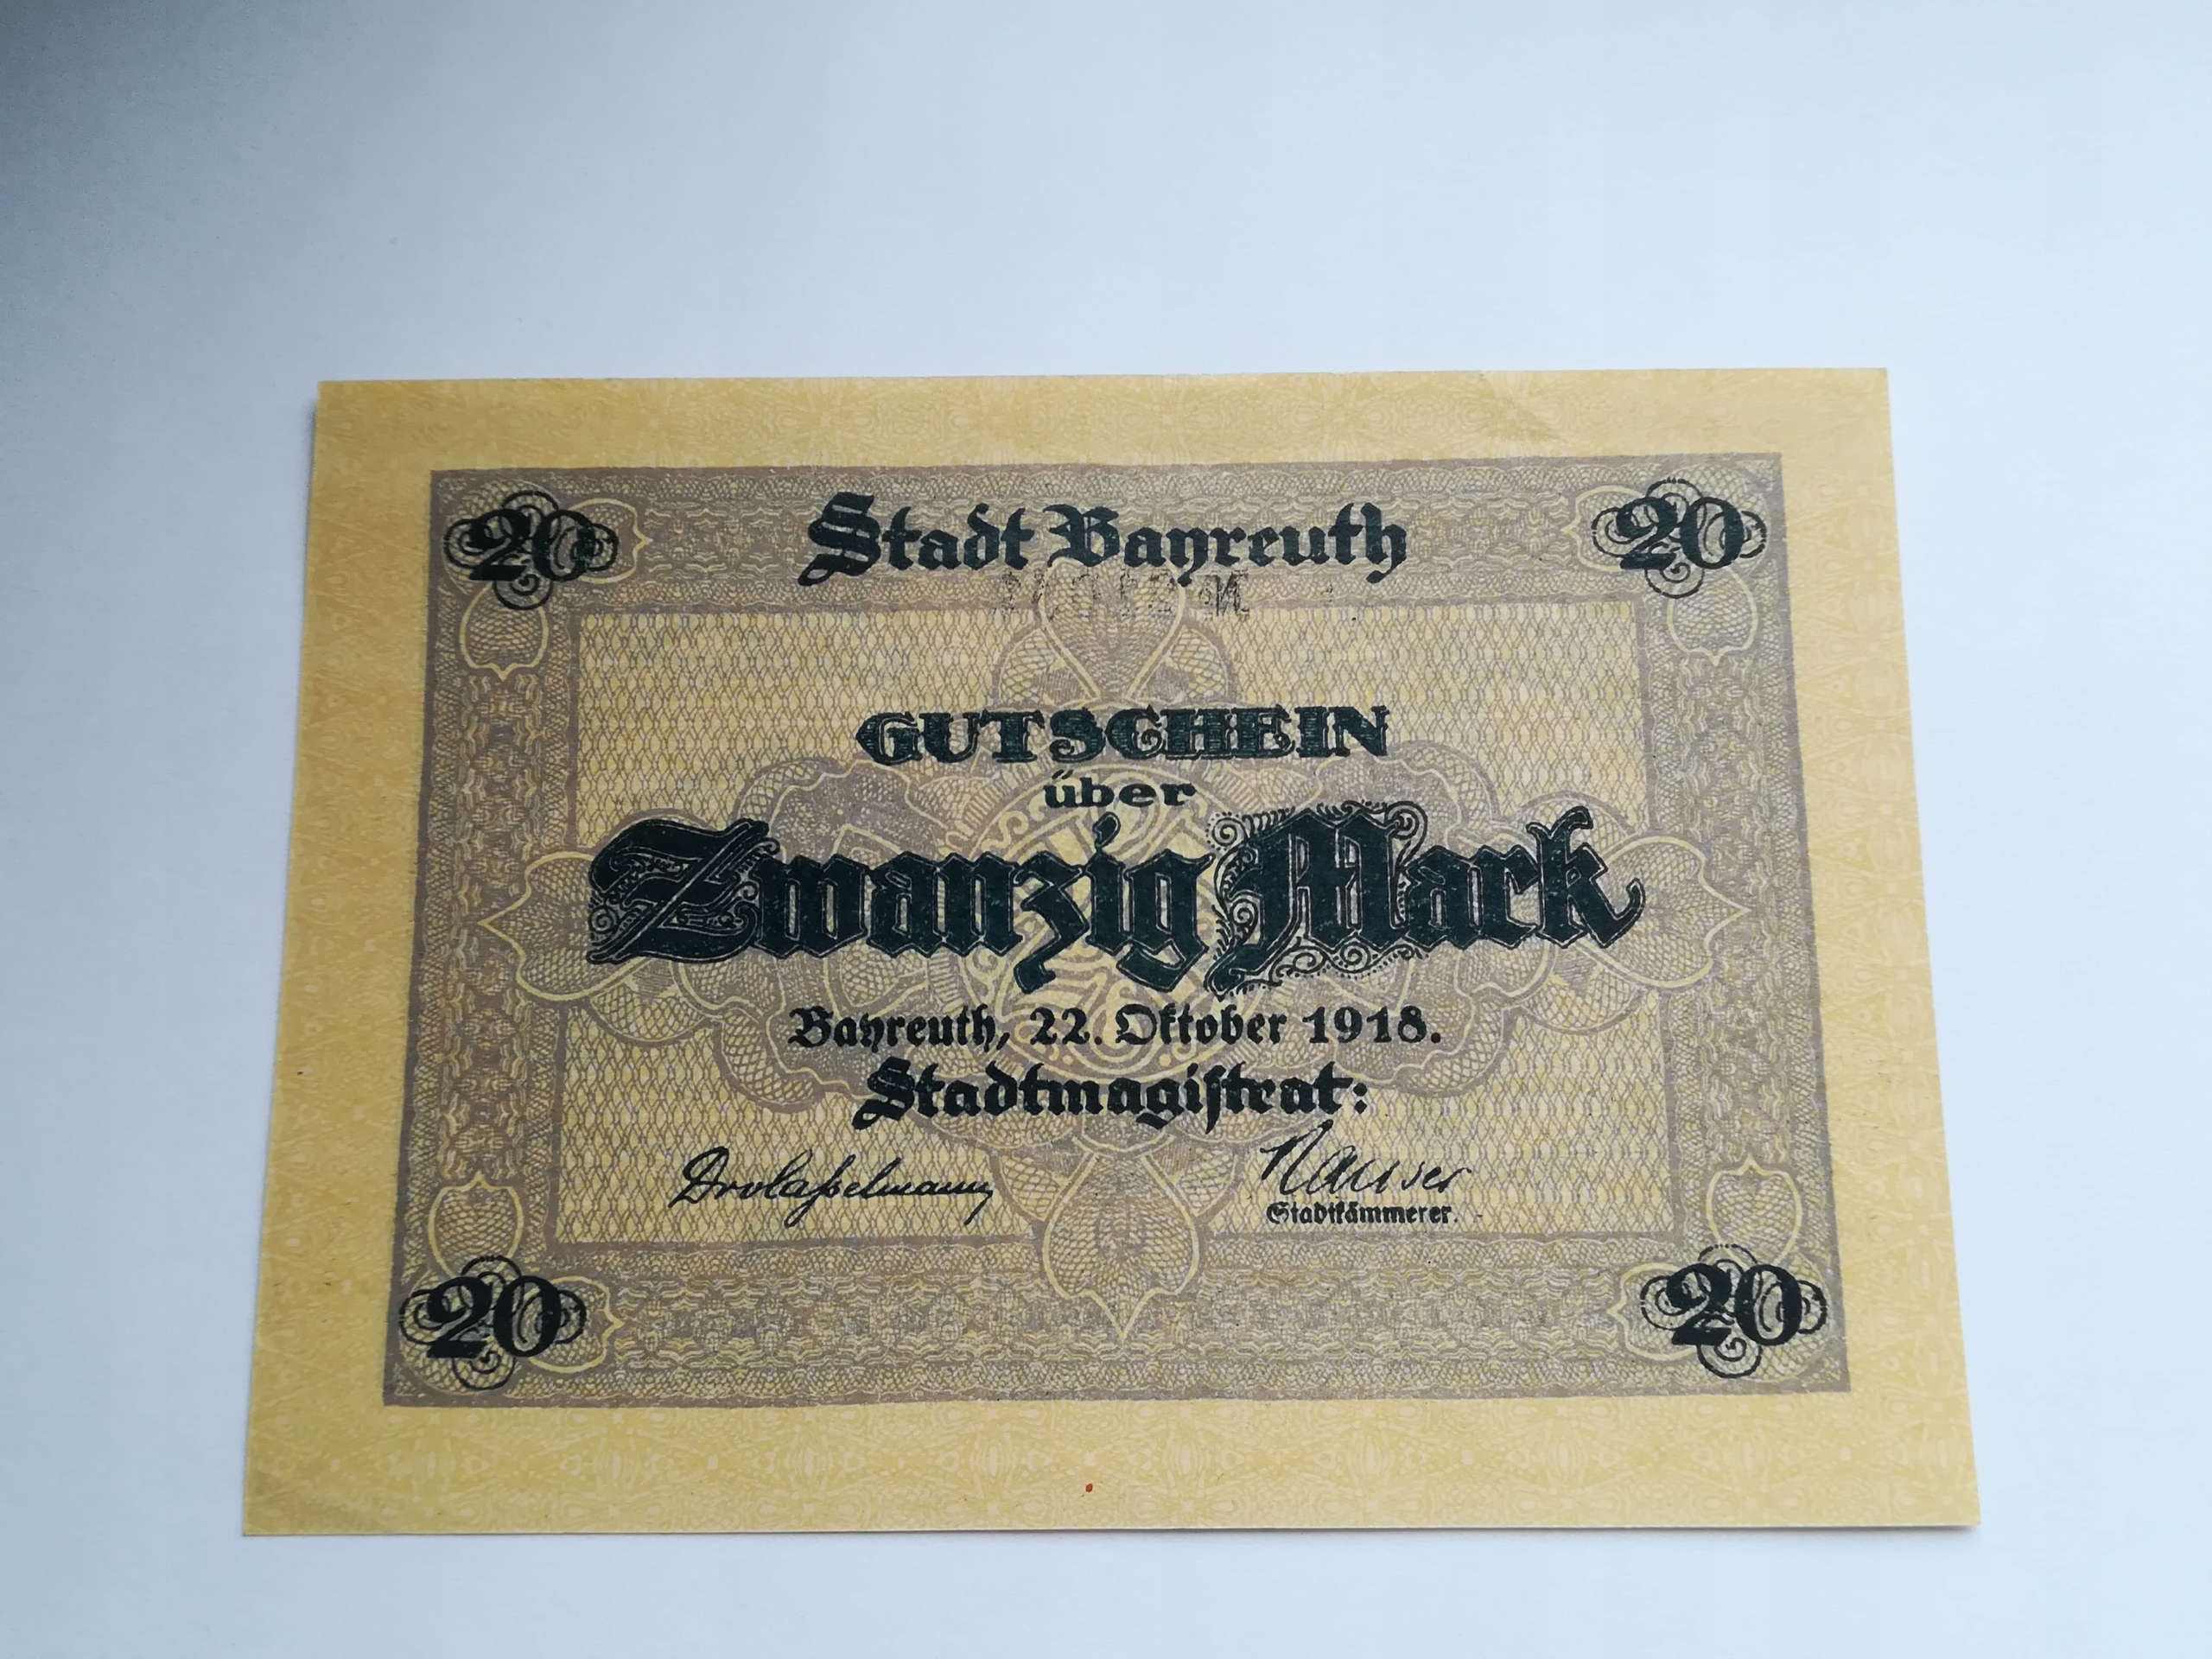 20 Stadt Bayreuth 20
GUTSCHEIN
über
Zwanzig Mark
Bayreuth, 22. Oktober 1918.
Stadtmagistrat:
Stadtkämmerer.
20 20